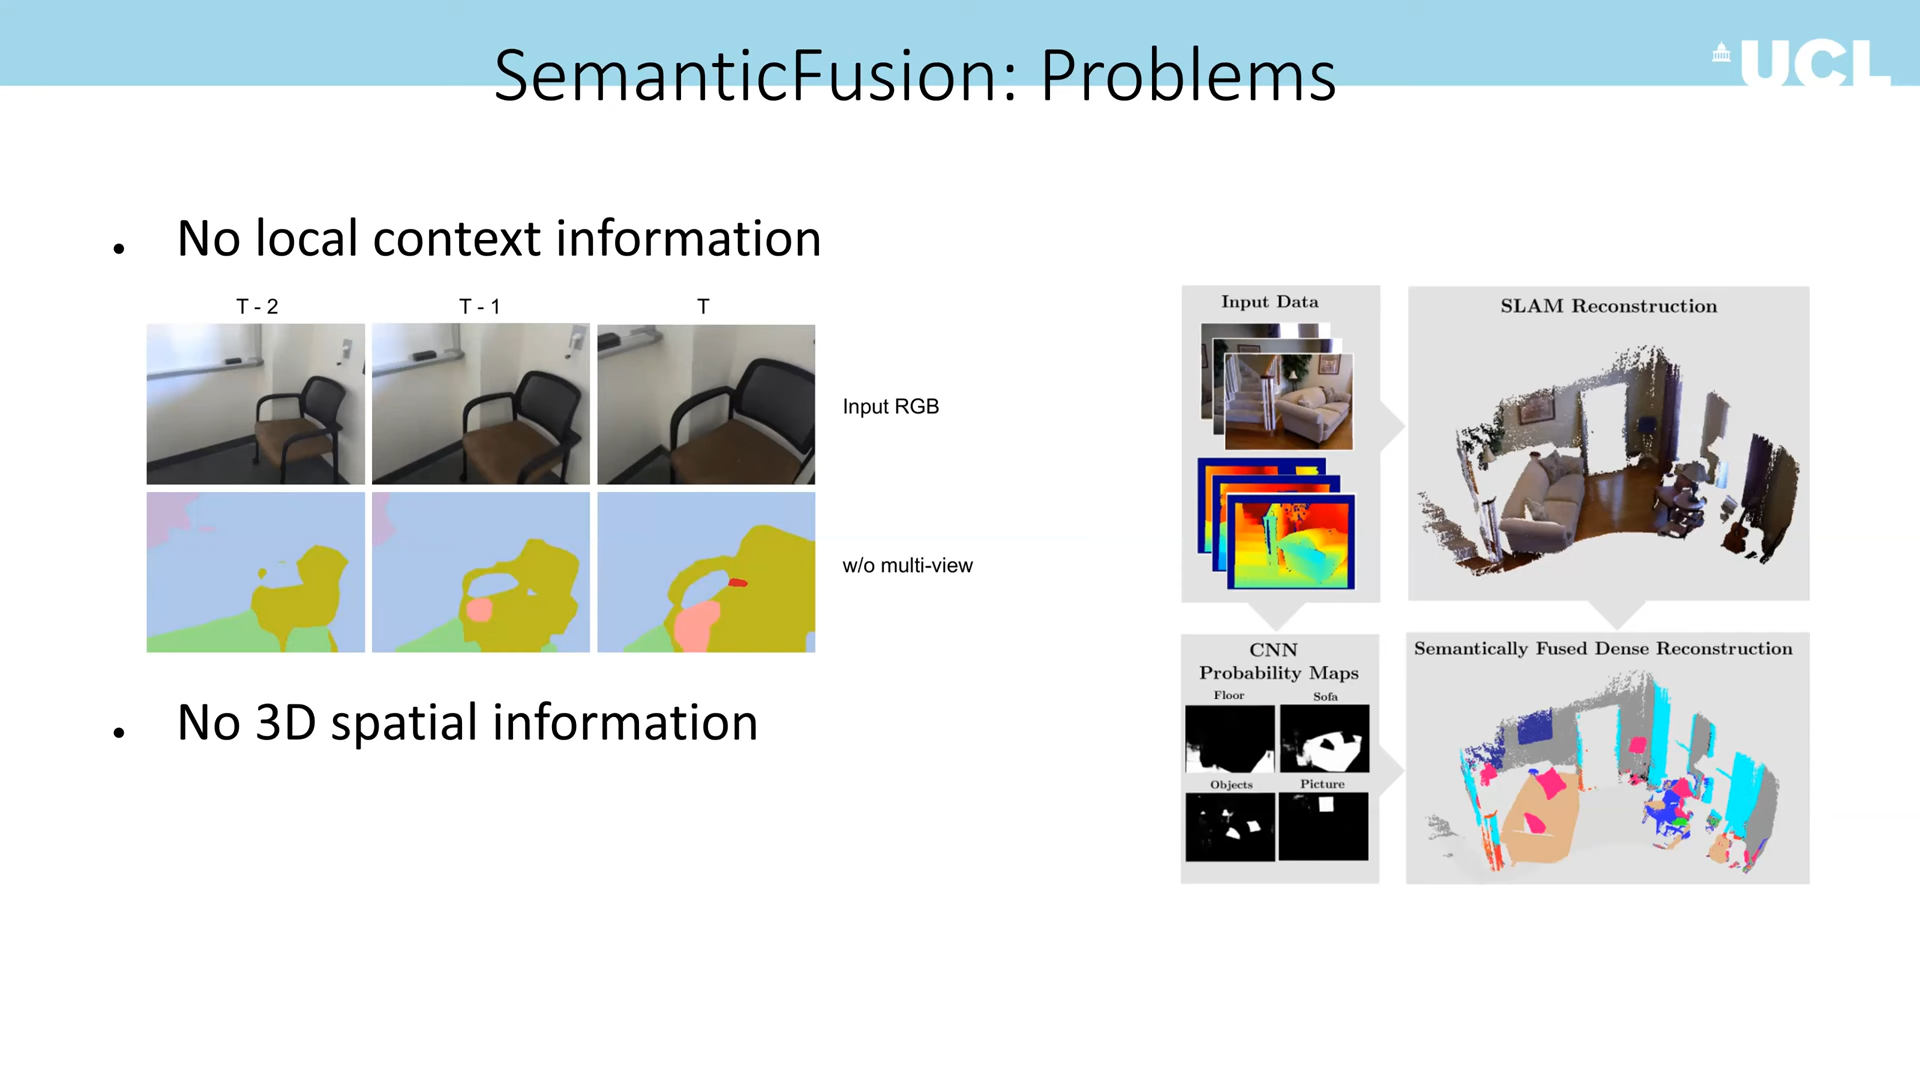 SemanticFusion: Problems
UCL
No local context information
T - 2
T - 1
T
Input RGB
w/o multi-view
No 3D spatial information
Input Data
SLAM Reconstruction
CNN
Probability Maps
Floor
Sofa
Objects
Picture
Semantically Fused Dense Reconstruction